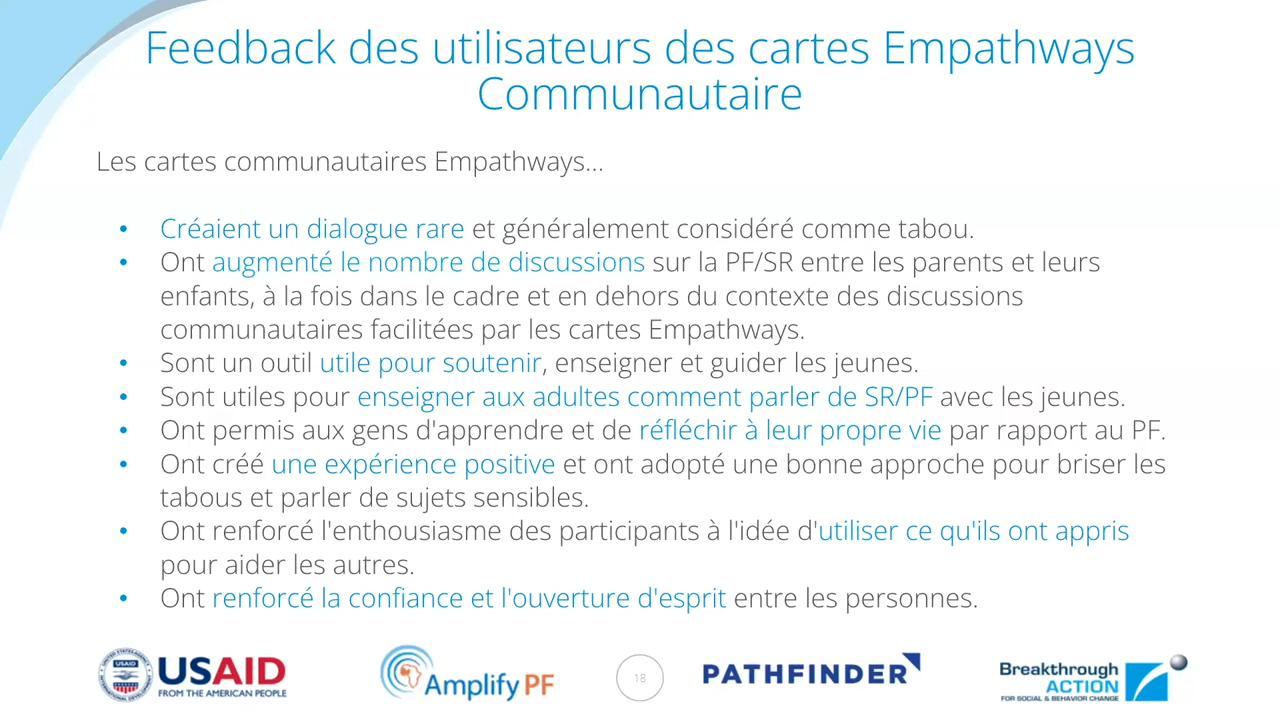 Feedback des utilisateurs des cartes Empathways
Communautaire
Les cartes communautaires Empathways...
• Créaient un dialogue rare et généralement considéré comme tabou.
• Ont augmenté le nombre de discussions sur la PF/SR entre les parents et leurs
enfants, à la fois dans le cadre et en dehors du contexte des discussions
communautaires facilitées par les cartes Empathways.
• Sont un outil utile pour soutenir, enseigner et guider les jeunes.
• Sont utiles pour enseigner aux adultes comment parler de SR/PF avec les jeunes.
• Ont permis aux gens d'apprendre et de réfléchir à leur propre vie par rapport au PF.
• Ont créé une expérience positive et ont adopté une bonne approche pour briser les
tabous et parler de sujets sensibles.
• Ont renforcé l'enthousiasme des participants à l'idée d'utiliser ce qu'ils ont appris
pour aider les autres.
• Ont renforcé la confiance et l'ouverture d'esprit entre les personnes.
USAID
USAID
FROM THE AMERICAN PEOPLE
Amplify PF
18
PATHFINDER
Breakthrough
ACTION
FOR SOCIAL & BEHAVIOR CHANGE